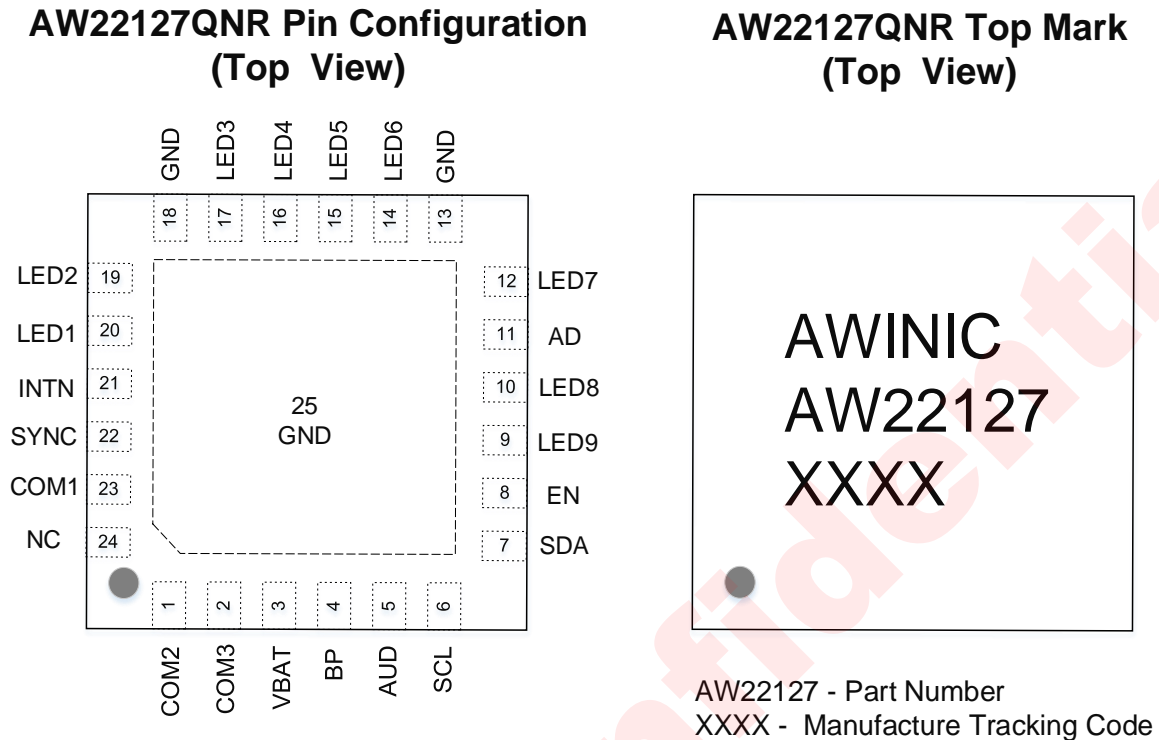 AW22127QNR Pin Configuration
(Top View)
GND
LED3
LED4
LED5
LED6
GND
18
17
16
15
14
13
LED2 19
LED1 20
INTN 21
SYNC 22
COM1 23
NC 24
25
GND
12 LED7
11 AD
10 LED8
9 LED9
8 EN
7 SDA
1
2
3
4
5
6
COM2
COM3
VBAT
BP
AUD
SCL
AW22127QNR Top Mark
(Top View)
AWINIC
AW22127
XXXX
AW22127 - Part Number
XXXX - Manufacture Tracking Code